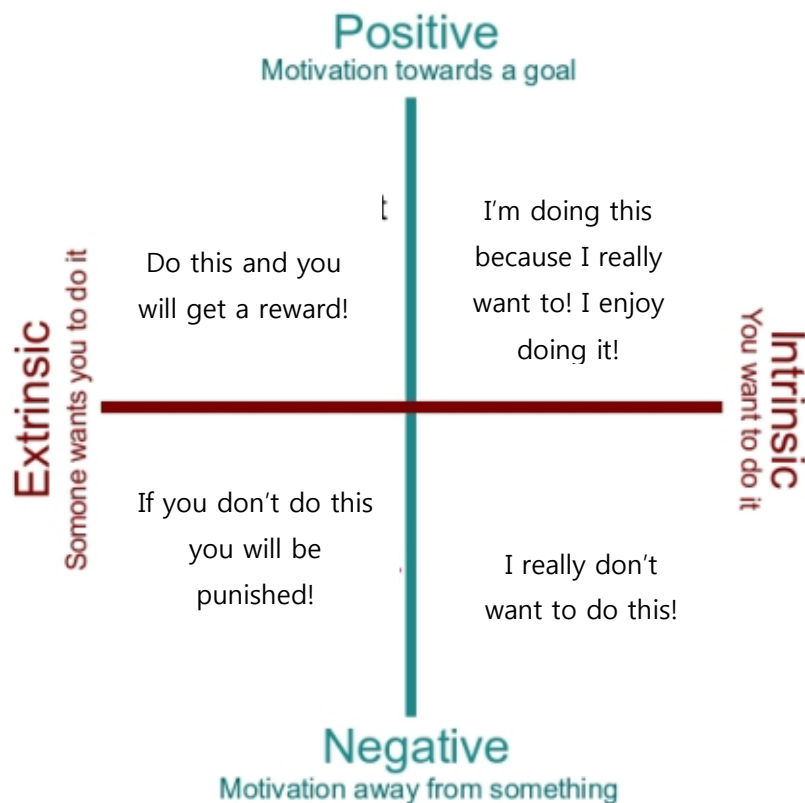 Positive
Motivation towards a goal
t
Do this and you
will get a reward!
I'm doing this
because I really
want to! I enjoy
doing it!
Extrinsic
Somone wants you to do it
Intrinsic
You want to do it
If you don't do this
you will be
punished!
I really don't
want to do this!
Negative
Motivation away from something